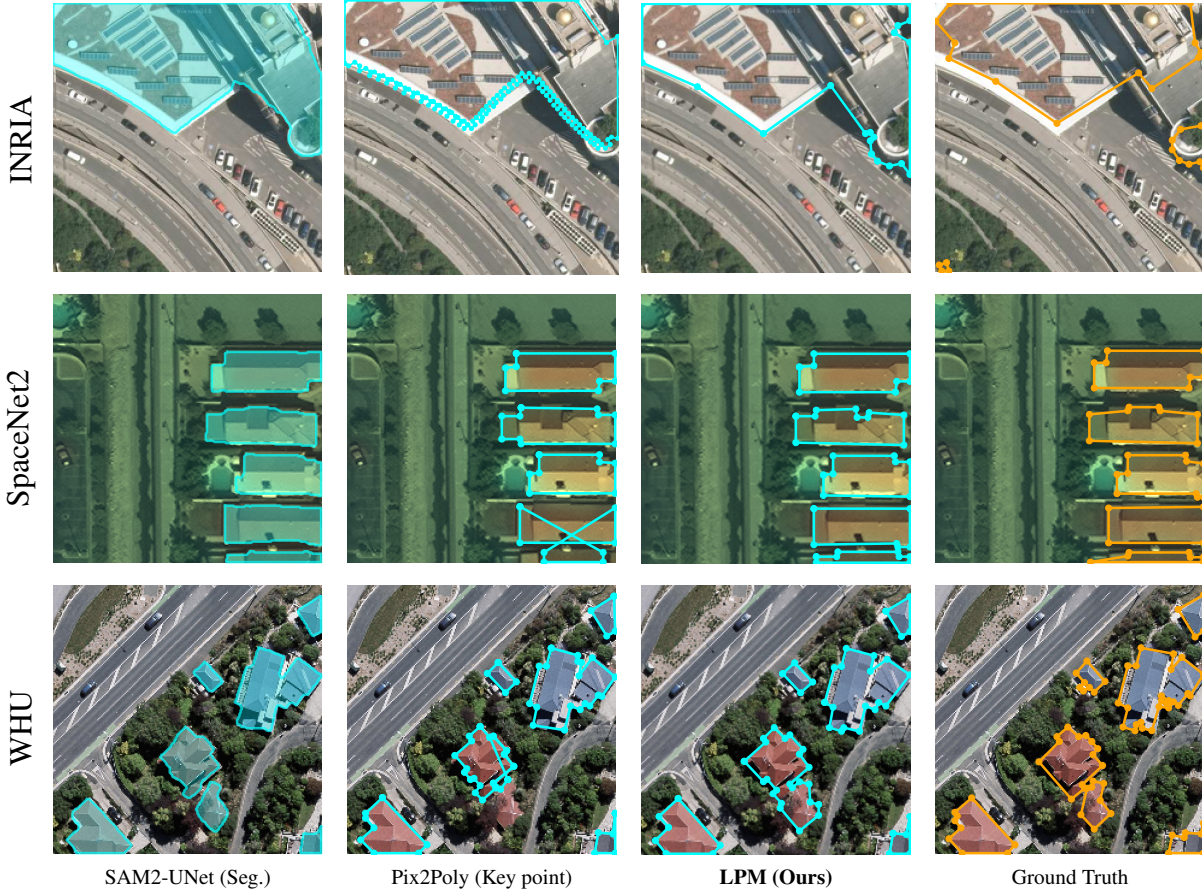 INRIA
SpaceNet2
WHU
SAM2-UNet (Seg.)
Pix2Poly (Key point)
LPM (Ours)
Ground Truth